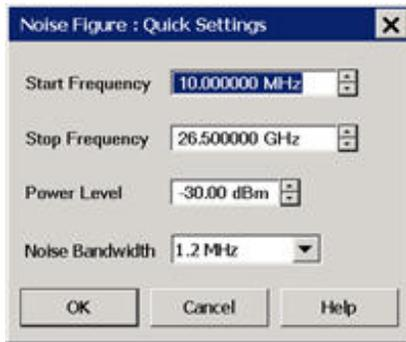 Noise Figure : Quick Settings
Start Frequency 10.000000 MHz
Stop Frequency 26.500000 GHz
Power Level -30.00 dBm
Noise Bandwidth 1.2 MHz
OK Cancel Help